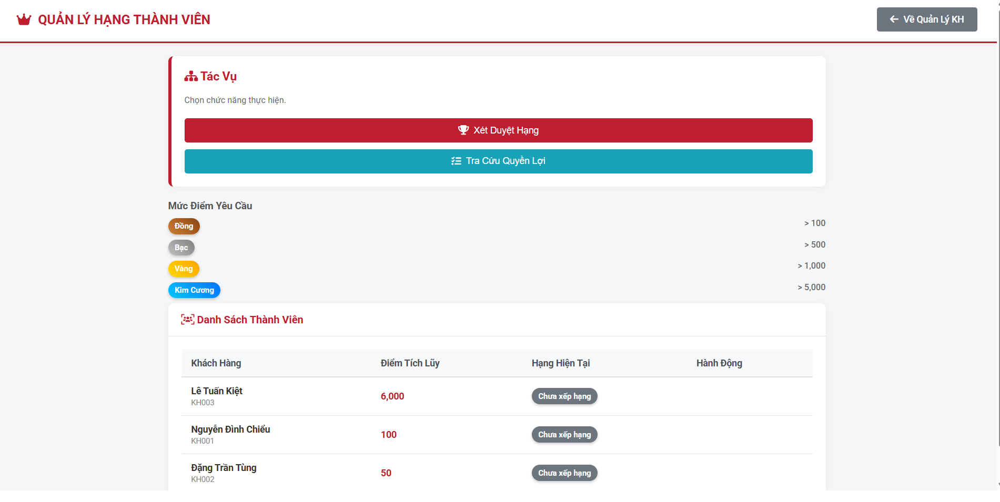 QUẢN LÝ HẠNG THÀNH VIÊN
Về Quản Lý KH
Tác Vụ
Chọn chức năng thực hiện.
Xét Duyệt Hạng
Tra Cứu Quyền Lợi
Mức Điểm Yêu Cầu
Đồng > 100
Bạc > 500
Vàng > 1,000
Kim Cương > 5,000
Danh Sách Thành Viên
Khách Hàng Điểm Tích Lũy Hạng Hiện Tại Hành Động
Lê Tuấn Kiệt
KH003
6,000 Chưa xếp hạng
Nguyễn Đình Chiểu
KH001
100 Chưa xếp hạng
Đặng Trần Tùng
KH002
50 Chưa xếp hạng